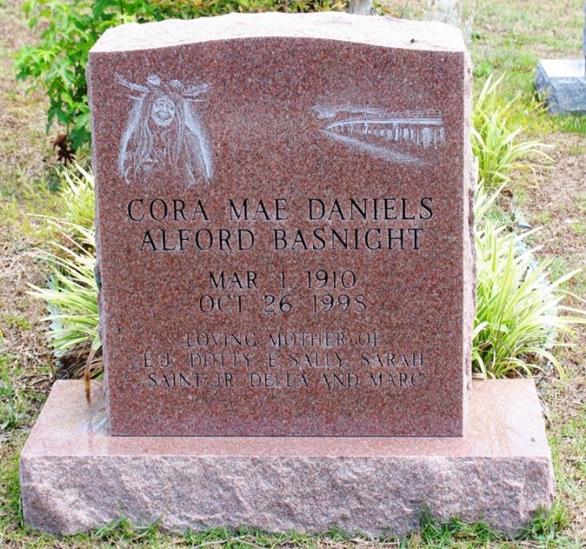 CORA MAE DANIELS
ALFORD BASNIGHT
MAR 1 1910
OCT 26 1998
LOVING MOTHER OF
E.J. DOTTY, E. SALLY, SARAH
SAINT JR. DELLA AND MARC